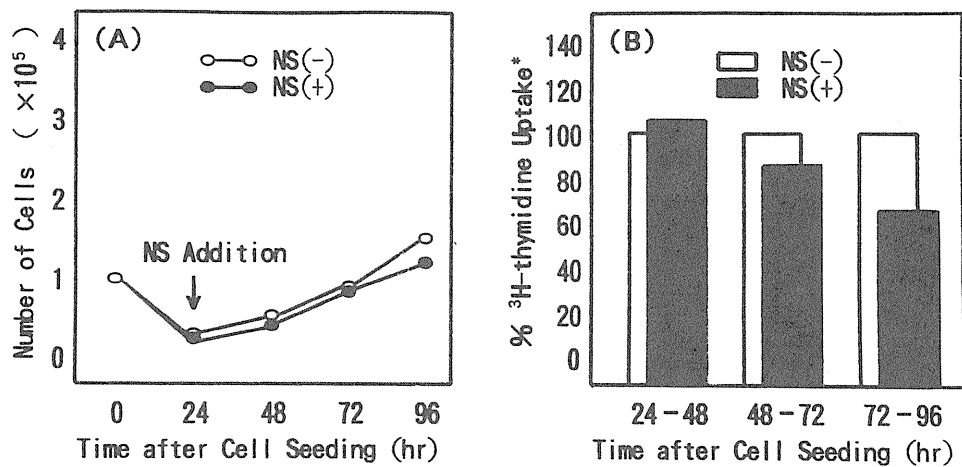 (A)
NS(-)
NS(+)
Number of Cells ( ×10⁵)
4
3
2
1
0
NS Addition
0 24 48 72 96
Time after Cell Seeding (hr)
(B)
NS(-)
NS(+)
% ³H-thymidine Uptake*
140
120
100
80
60
40
20
0
24-48 48-72 72-96
Time after Cell Seeding (hr)